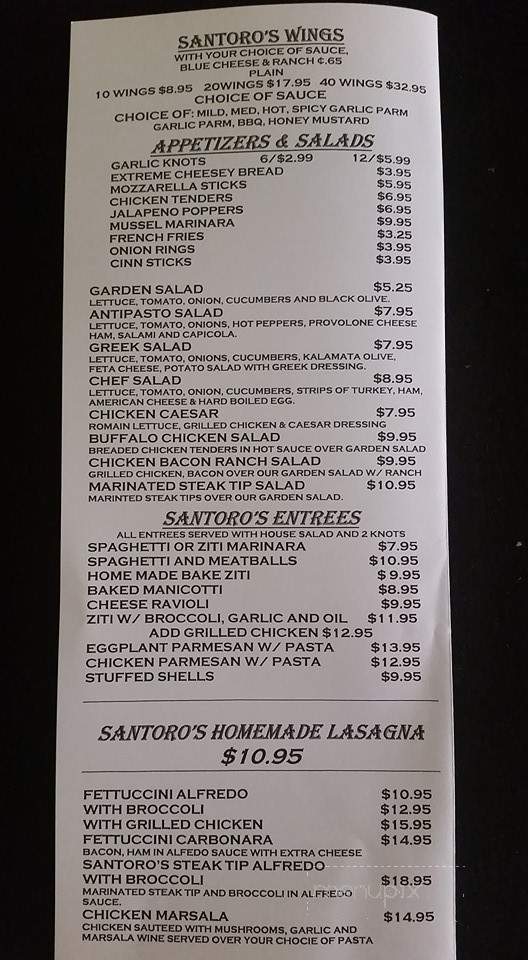 SANTORO'S WINGS
WITH YOUR CHOICE OF SAUCE,
BLUE CHEESE & RANCH ¢.65
PLAIN
10 WINGS $8.95 20WINGS $17.95 40 WINGS $32.95
CHOICE OF SAUCE
CHOICE OF: MILD, MED, HOT, SPICY GARLIC PARM
GARLIC PARM, BBQ, HONEY MUSTARD
APPETIZERS & SALADS
GARLIC KNOTS 6/$2.99 12/$5.99
EXTREME CHEESEY BREAD $3.95
MOZZARELLA STICKS $5.95
CHICKEN TENDERS $6.95
JALAPENO POPPERS $6.95
MUSSEL MARINARA $9.95
FRENCH FRIES $3.25
ONION RINGS $3.95
CINN STICKS $3.95
GARDEN SALAD $5.25
LETTUCE, TOMATO, ONION, CUCUMBERS AND BLACK OLIVE.
ANTIPASTO SALAD $7.95
LETTUCE, TOMATO, ONIONS, HOT PEPPERS, PROVOLONE CHEESE
HAM, SALAMI AND CAPICOLA.
GREEK SALAD $7.95
LETTUCE, TOMATO, ONIONS, CUCUMBERS, KALAMATA OLIVE,
FETA CHEESE, POTATO SALAD WITH GREEK DRESSING.
CHEF SALAD $8.95
LETTUCE, TOMATO, ONION, CUCUMBERS, STRIPS OF TURKEY, HAM,
AMERICAN CHEESE & HARD BOILED EGG.
CHICKEN CAESAR $7.95
ROMAIN LETTUCE, GRILLED CHICKEN & CAESAR DRESSING
BUFFALO CHICKEN SALAD $9.95
BREADED CHICKEN TENDERS IN HOT SAUCE OVER GARDEN SALAD
CHICKEN BACON RANCH SALAD $9.95
GRILLED CHICKEN, BACON OVER OUR GARDEN SALAD W/ RANCH
MARINATED STEAK TIP SALAD $10.95
MARINTED STEAK TIPS OVER OUR GARDEN SALAD.
SANTORO'S ENTREES
ALL ENTREES SERVED WITH HOUSE SALAD AND 2 KNOTS
SPAGHETTI OR ZITI MARINARA $7.95
SPAGHETTI AND MEATBALLS $10.95
HOME MADE BAKE ZITI $ 9.95
BAKED MANICOTTI $8.95
CHEESE RAVIOLI $9.95
ZITI W/ BROCCOLI, GARLIC AND OIL $11.95
ADD GRILLED CHICKEN $12.95
EGGPLANT PARMESAN W/ PASTA $13.95
CHICKEN PARMESAN W/ PASTA $12.95
STUFFED SHELLS $9.95
SANTORO'S HOMEMADE LASAGNA
$10.95
FETTUCCINI ALFREDO $10.95
WITH BROCCOLI $12.95
WITH GRILLED CHICKEN $15.95
FETTUCCINI CARBONARA $14.95
BACON, HAM IN ALFEDO SAUCE WITH EXTRA CHEESE
SANTORO'S STEAK TIP ALFREDO
WITH BROCCOLI $18.95
MARINATED STEAK TIP AND BROCCOLI IN ALFREDO
SAUCE.
CHICKEN MARSALA $14.95
CHICKEN SAUTEED WITH MUSHROOMS, GARLIC AND
MARSALA WINE SERVED OVER YOUR CHOCIE OF PASTA
menupix